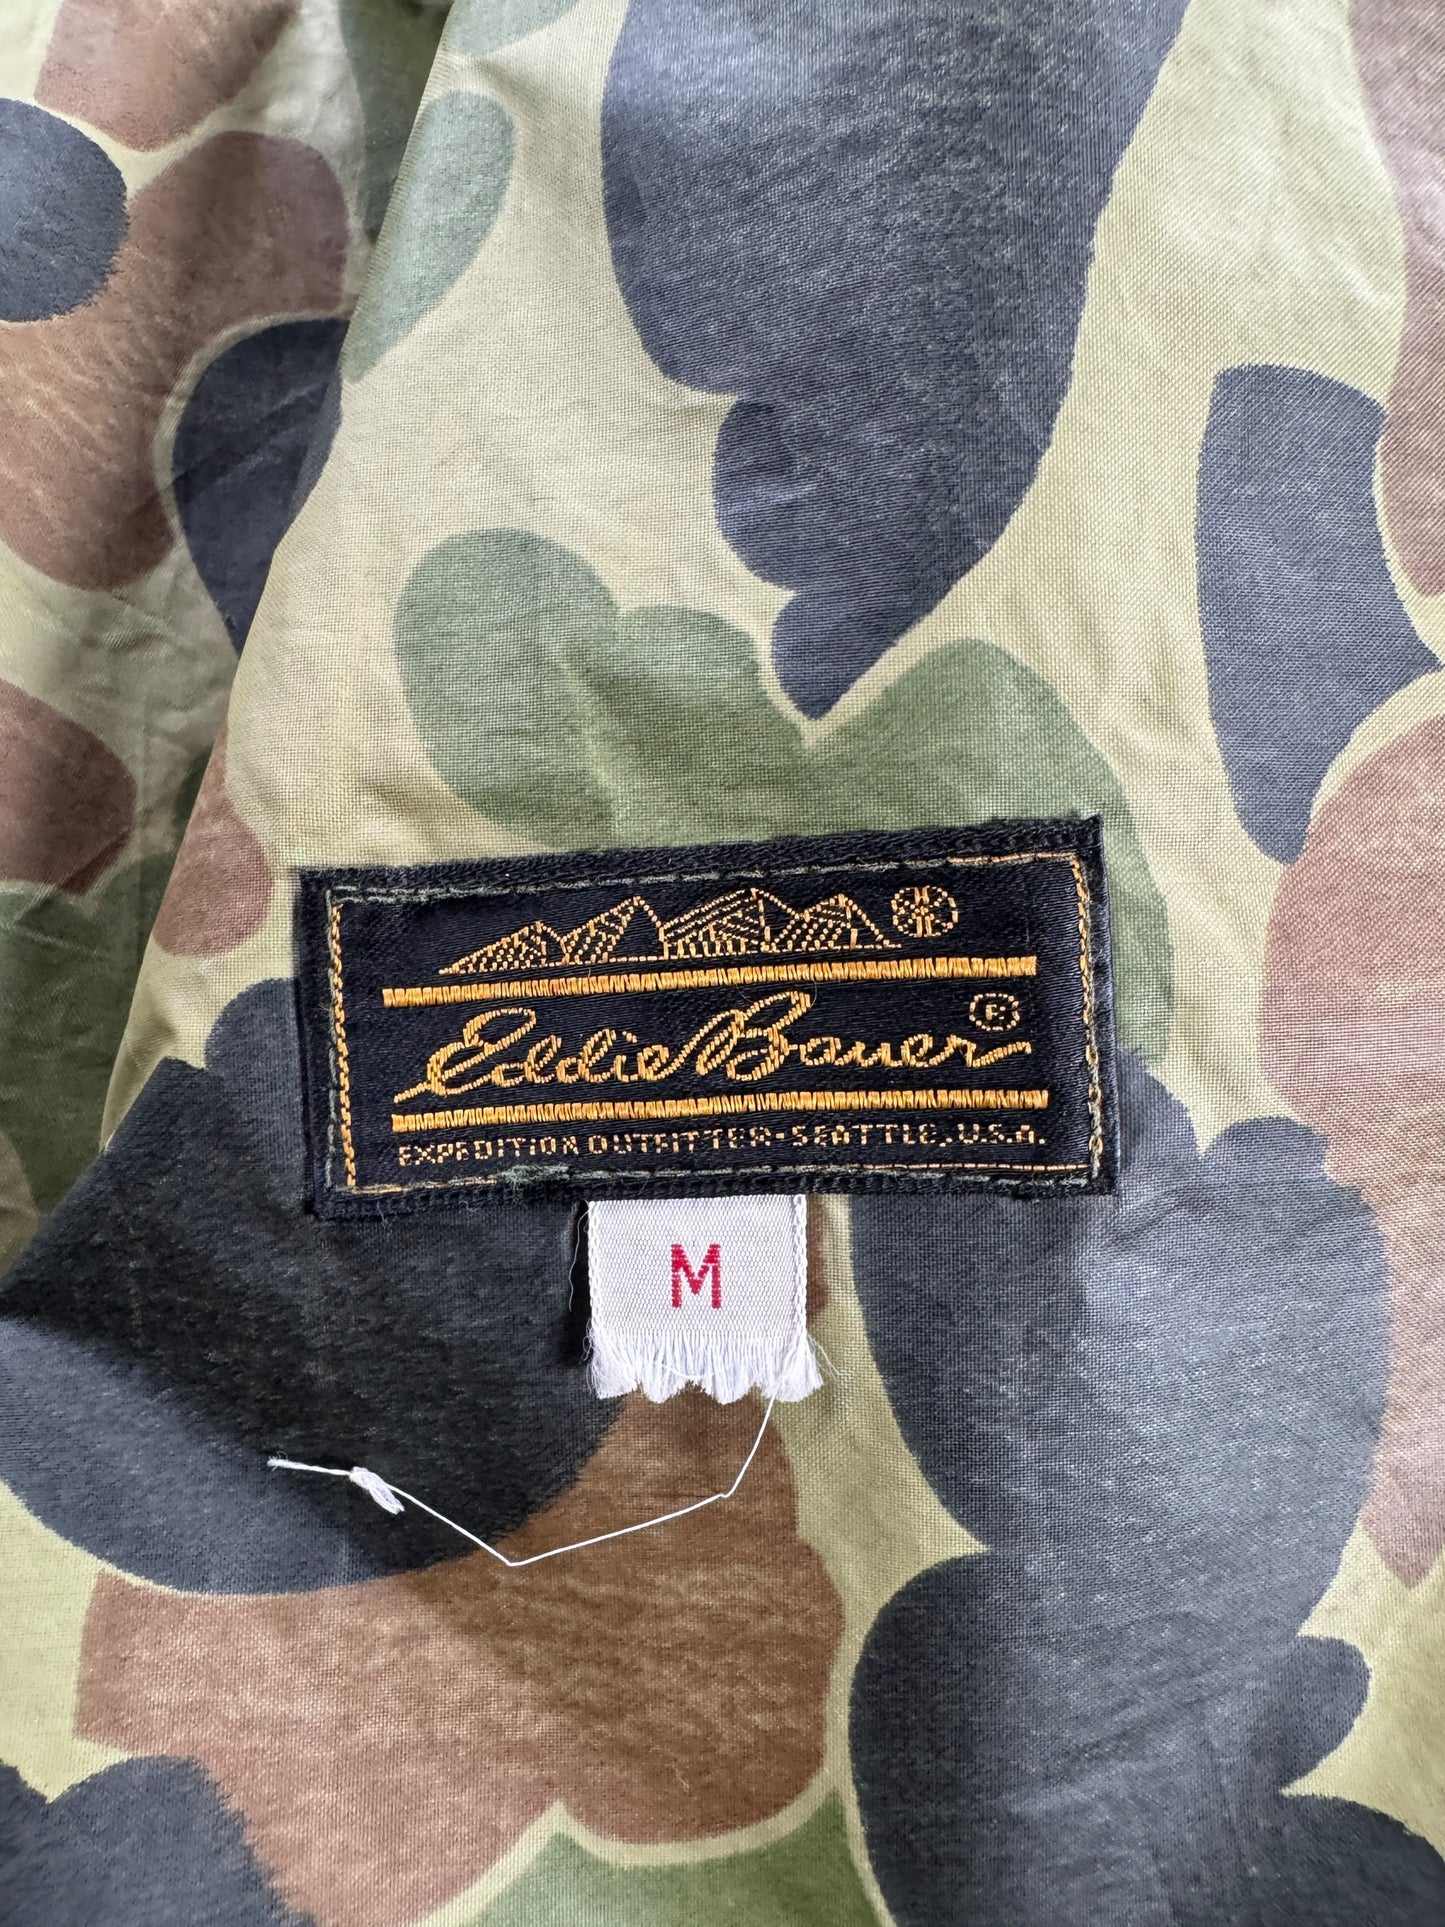 Eddie Bauer ®
EXPEDITION OUTFITTER-SEATTLE, U.S.A.
M